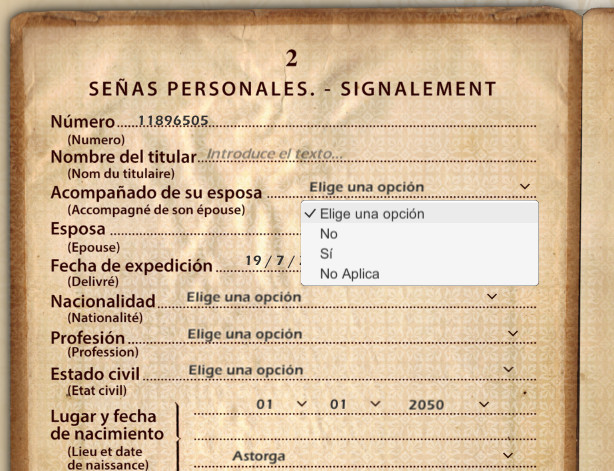 2
SEÑAS PERSONALES. - SIGNALEMENT
Número 11896505
(Numero)
Nombre del titular Introduce el texto...
(Nom du titulaire)
Acompañado de su esposa Elige una opción
(Accompagné de son épouse)
✓ Elige una opción
No
Sí
No Aplica
Esposa
(Epouse)
Fecha de expedición 19 / 7 /
(Delivré)
Nacionalidad Elige una opción
(Nationalité)
Profesión Elige una opción
(Profession)
Estado civil Elige una opción
(Etat civil)
01 01 2050
Lugar y fecha
de nacimiento
(Lieu et date
de naissance)
Astorga